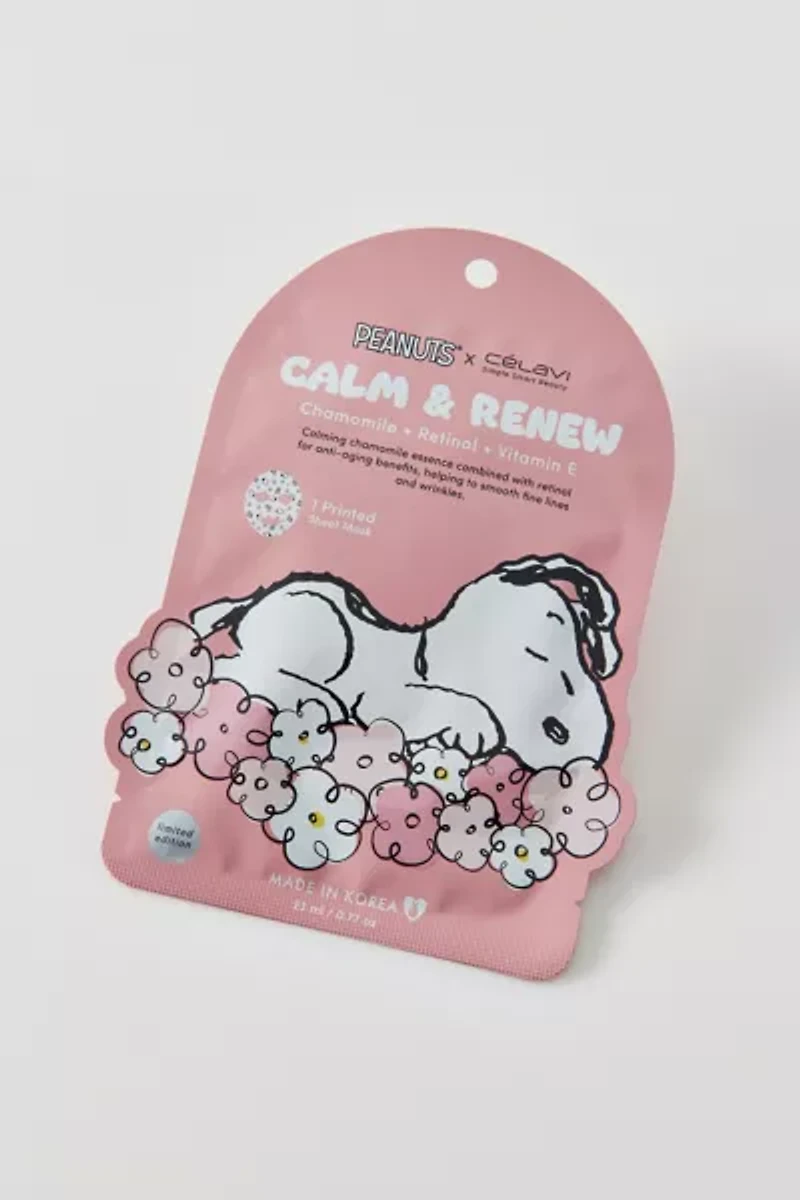 PEANUTS® x CéLAVI
Simple Smart Beauty
CALM & RENEW
Chamomile + Retinol + Vitamin E
Calming chamomile essence combined with retinol
for anti-aging benefits, helping to smooth fine lines
and wrinkles.
1 Printed
Sheet Mask
limited
edition
MADE IN KOREA
23 ml / 0.77 oz